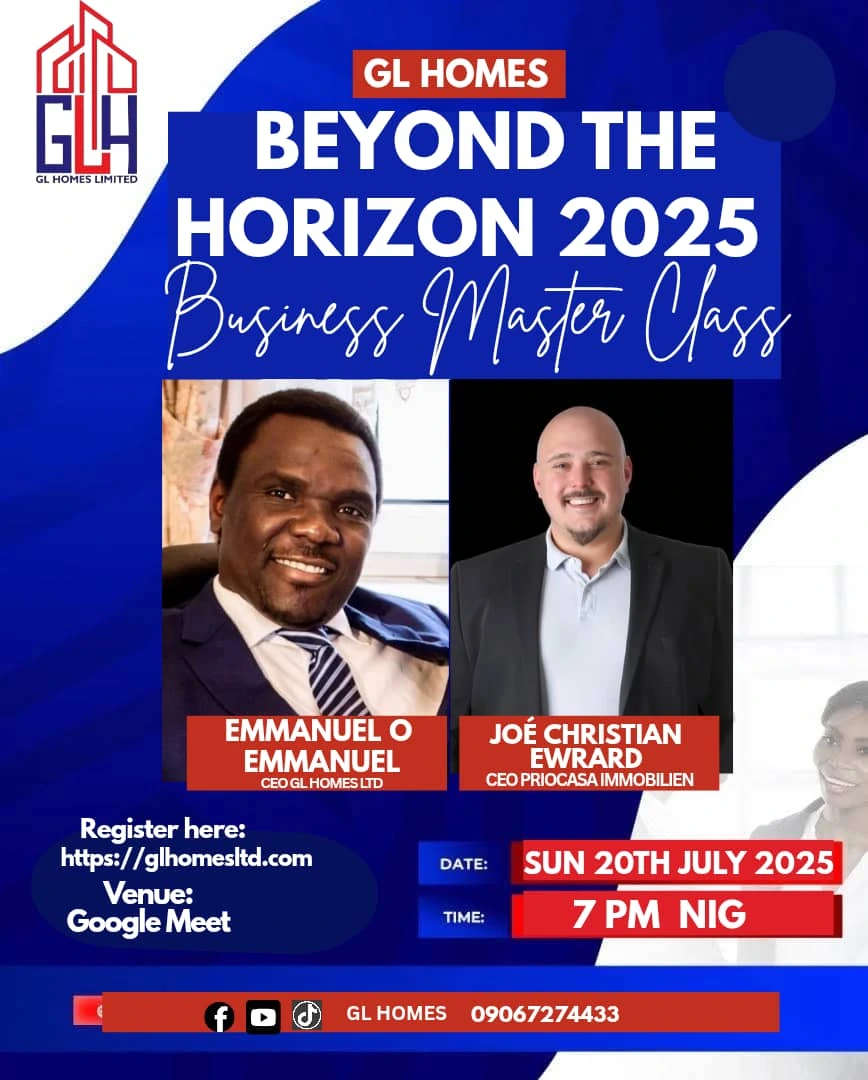 GLH
GL HOMES LIMITED
GL HOMES
BEYOND THE
HORIZON 2025
Business Master Class
EMMANUEL O
EMMANUEL
CEO GL HOMES LTD
JOÉ CHRISTIAN
EWRARD
CEO PRIOCASA IMMOBILIEN
Register here:
https://glhomesltd.com
Venue:
Google Meet
DATE: SUN 20TH JULY 2025
TIME: 7 PM NIG
GL HOMES 09067274433